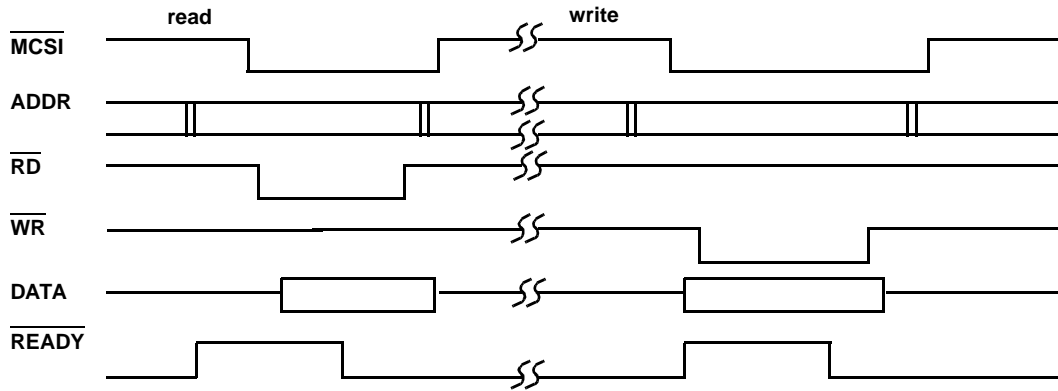 read write
MCSI
ADDR
RD
WR
DATA
READY